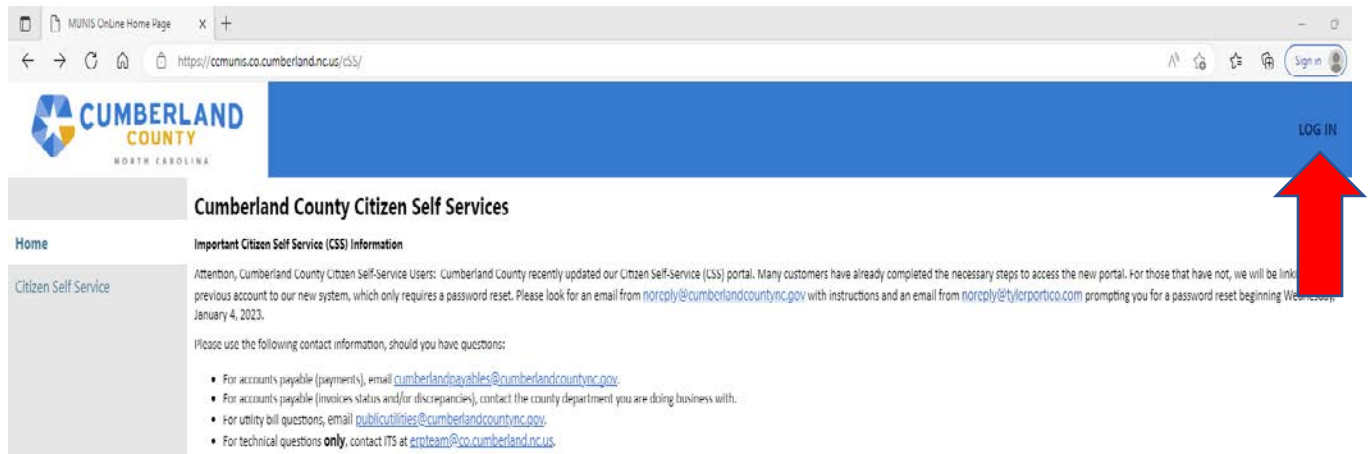 MUNIS OnLine Home Page
https://ccmunis.co.cumberland.nc.us/css/
Sign in
CUMBERLAND
COUNTY
NORTH CAROLINA
LOG IN
Cumberland County Citizen Self Services
Home
Important Citizen Self Service (CSS) Information
Citizen Self Service
Attention, Cumberland County Citizen Self-Service Users: Cumberland County recently updated our Citizen Self-Service (CSS) portal. Many customers have already completed the necessary steps to access the new portal. For those that have not, we will be
previous account to our new system, which only requires a password reset. Please look for an email from noreply@cumberlandcountync.gov with instructions and an email from noreply@tylerportico.com prompting you for a password reset beginning Wednesday,
January 4, 2023.
Please use the following contact information, should you have questions:
• For accounts payable (payments), email cumberlandpayables@cumberlandcountync.gov.
• For accounts payable (invoices status and/or discrepancies), contact the county department you are doing business with.
• For utility bill questions, email publicutilities@cumberlandcountync.gov.
• For technical questions only, contact ITS at erpteam@co.cumberland.nc.us.